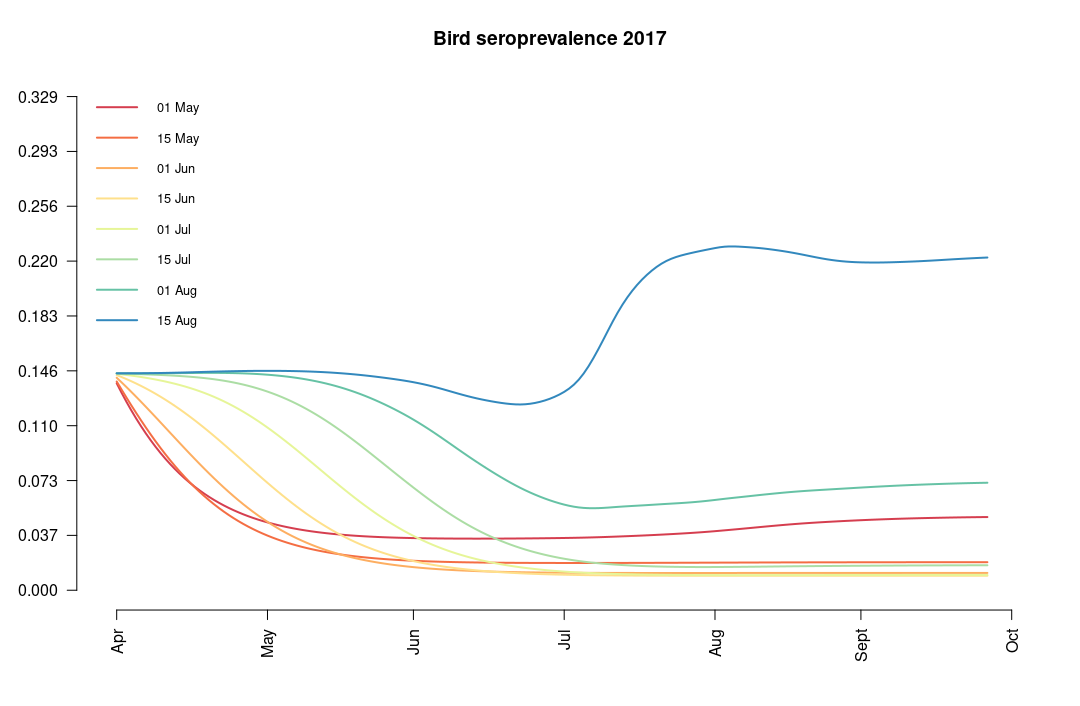 Bird seroprevalence 2017
0.329
0.293
0.256
0.220
0.183
0.146
0.110
0.073
0.037
0.000
01 May
15 May
01 Jun
15 Jun
01 Jul
15 Jul
01 Aug
15 Aug
Apr
May
Jun
Jul
Aug
Sept
Oct